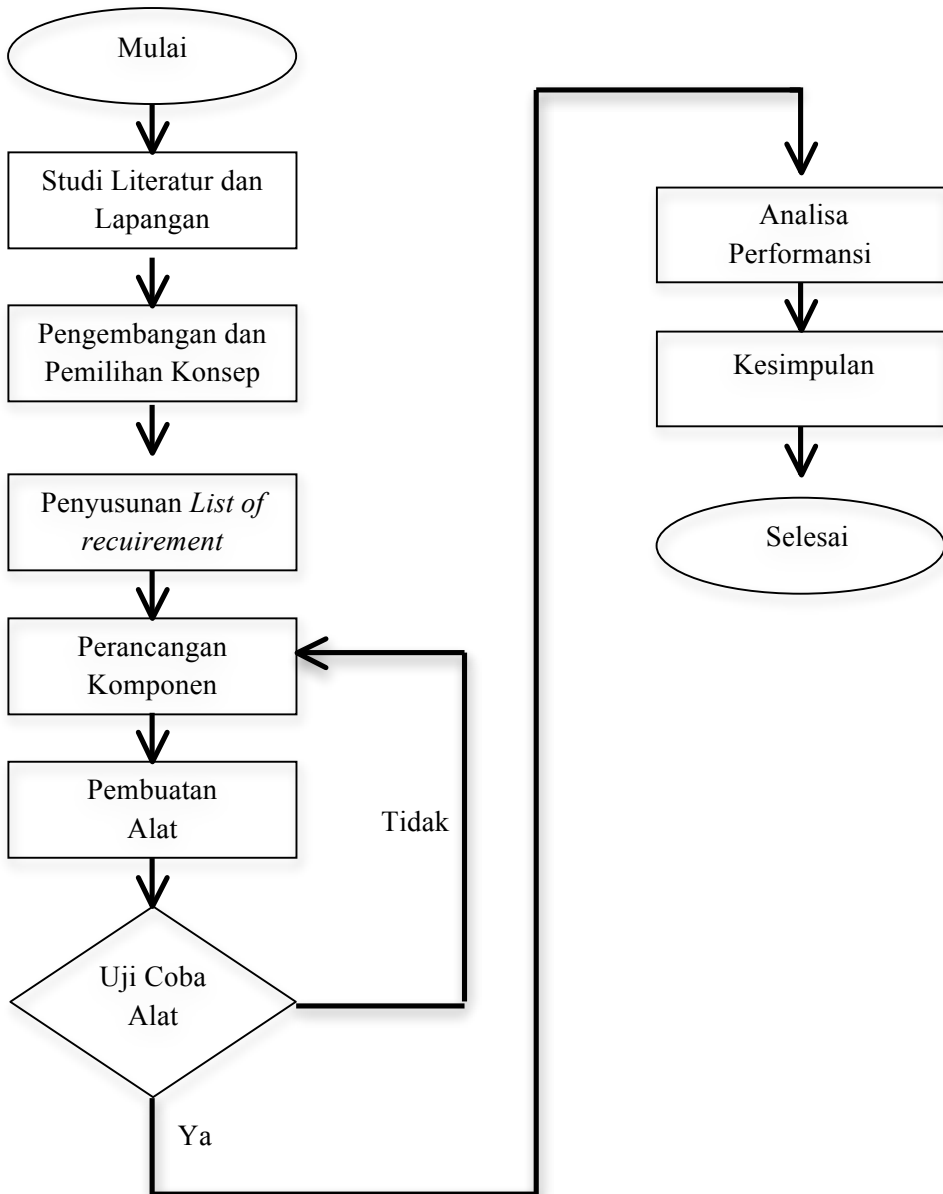 Mulai
Studi Literatur dan
Lapangan
Pengembangan dan
Pemilihan Konsep
Penyusunan List of
recuirement
Perancangan
Komponen
Pembuatan
Alat
Tidak
Uji Coba
Alat
Ya
Analisa
Performansi
Kesimpulan
Selesai